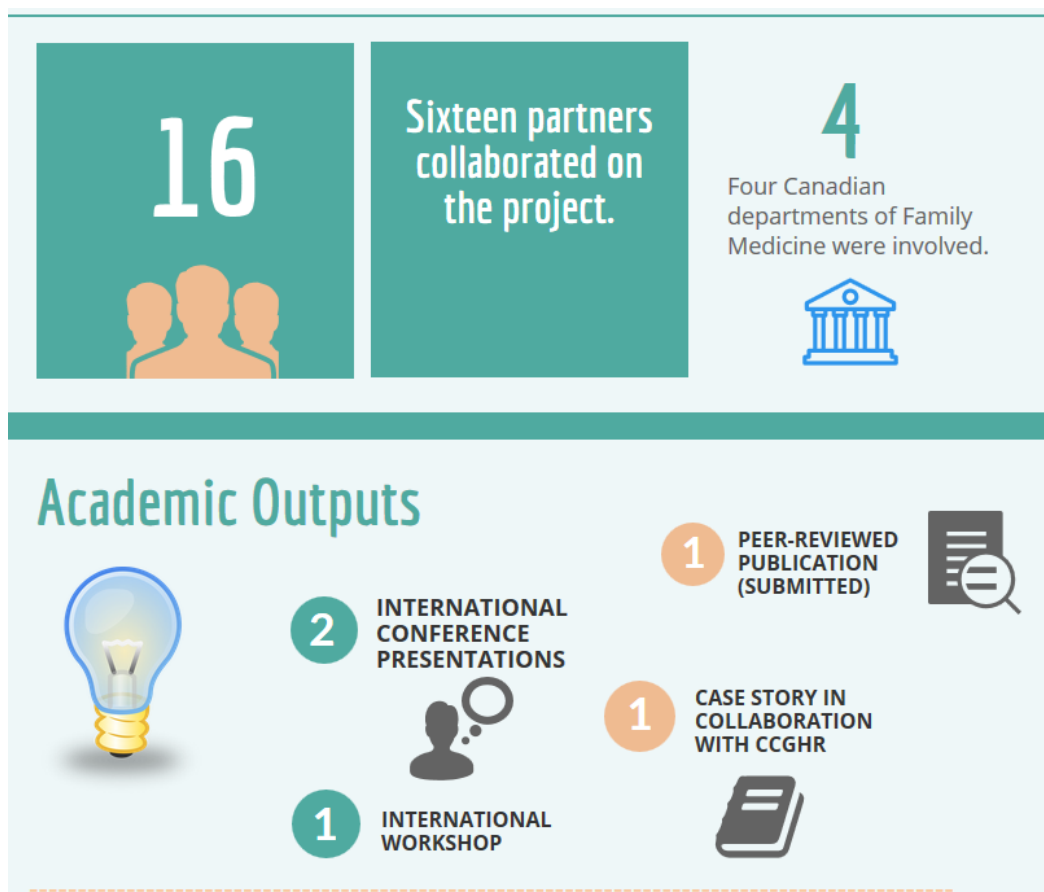 16
Sixteen partners
collaborated on
the project.
4
Four Canadian
departments of Family
Medicine were involved.
Academic Outputs
2
INTERNATIONAL
CONFERENCE
PRESENTATIONS
1
INTERNATIONAL
WORKSHOP
1
PEER-REVIEWED
PUBLICATION
(SUBMITTED)
1
CASE STORY IN
COLLABORATION
WITH CCGHR